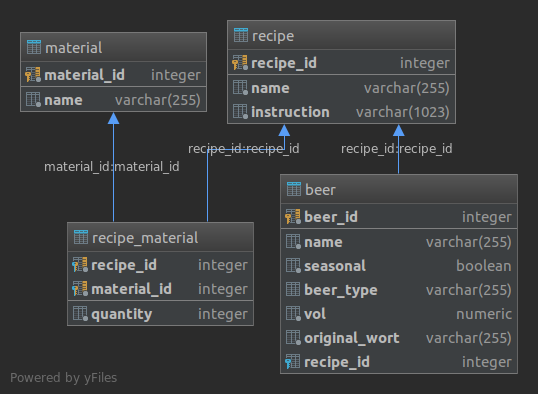 material
material_id integer
name varchar(255)
recipe
recipe_id integer
name varchar(255)
instruction varchar(1023)
material_id:material_id
recipe_id:recipe_id
recipe_id:recipe_id
recipe_material
recipe_id integer
material_id integer
quantity integer
beer
beer_id integer
name varchar(255)
seasonal boolean
beer_type varchar(255)
vol numeric
original_wort varchar(255)
recipe_id integer
Powered by yFiles